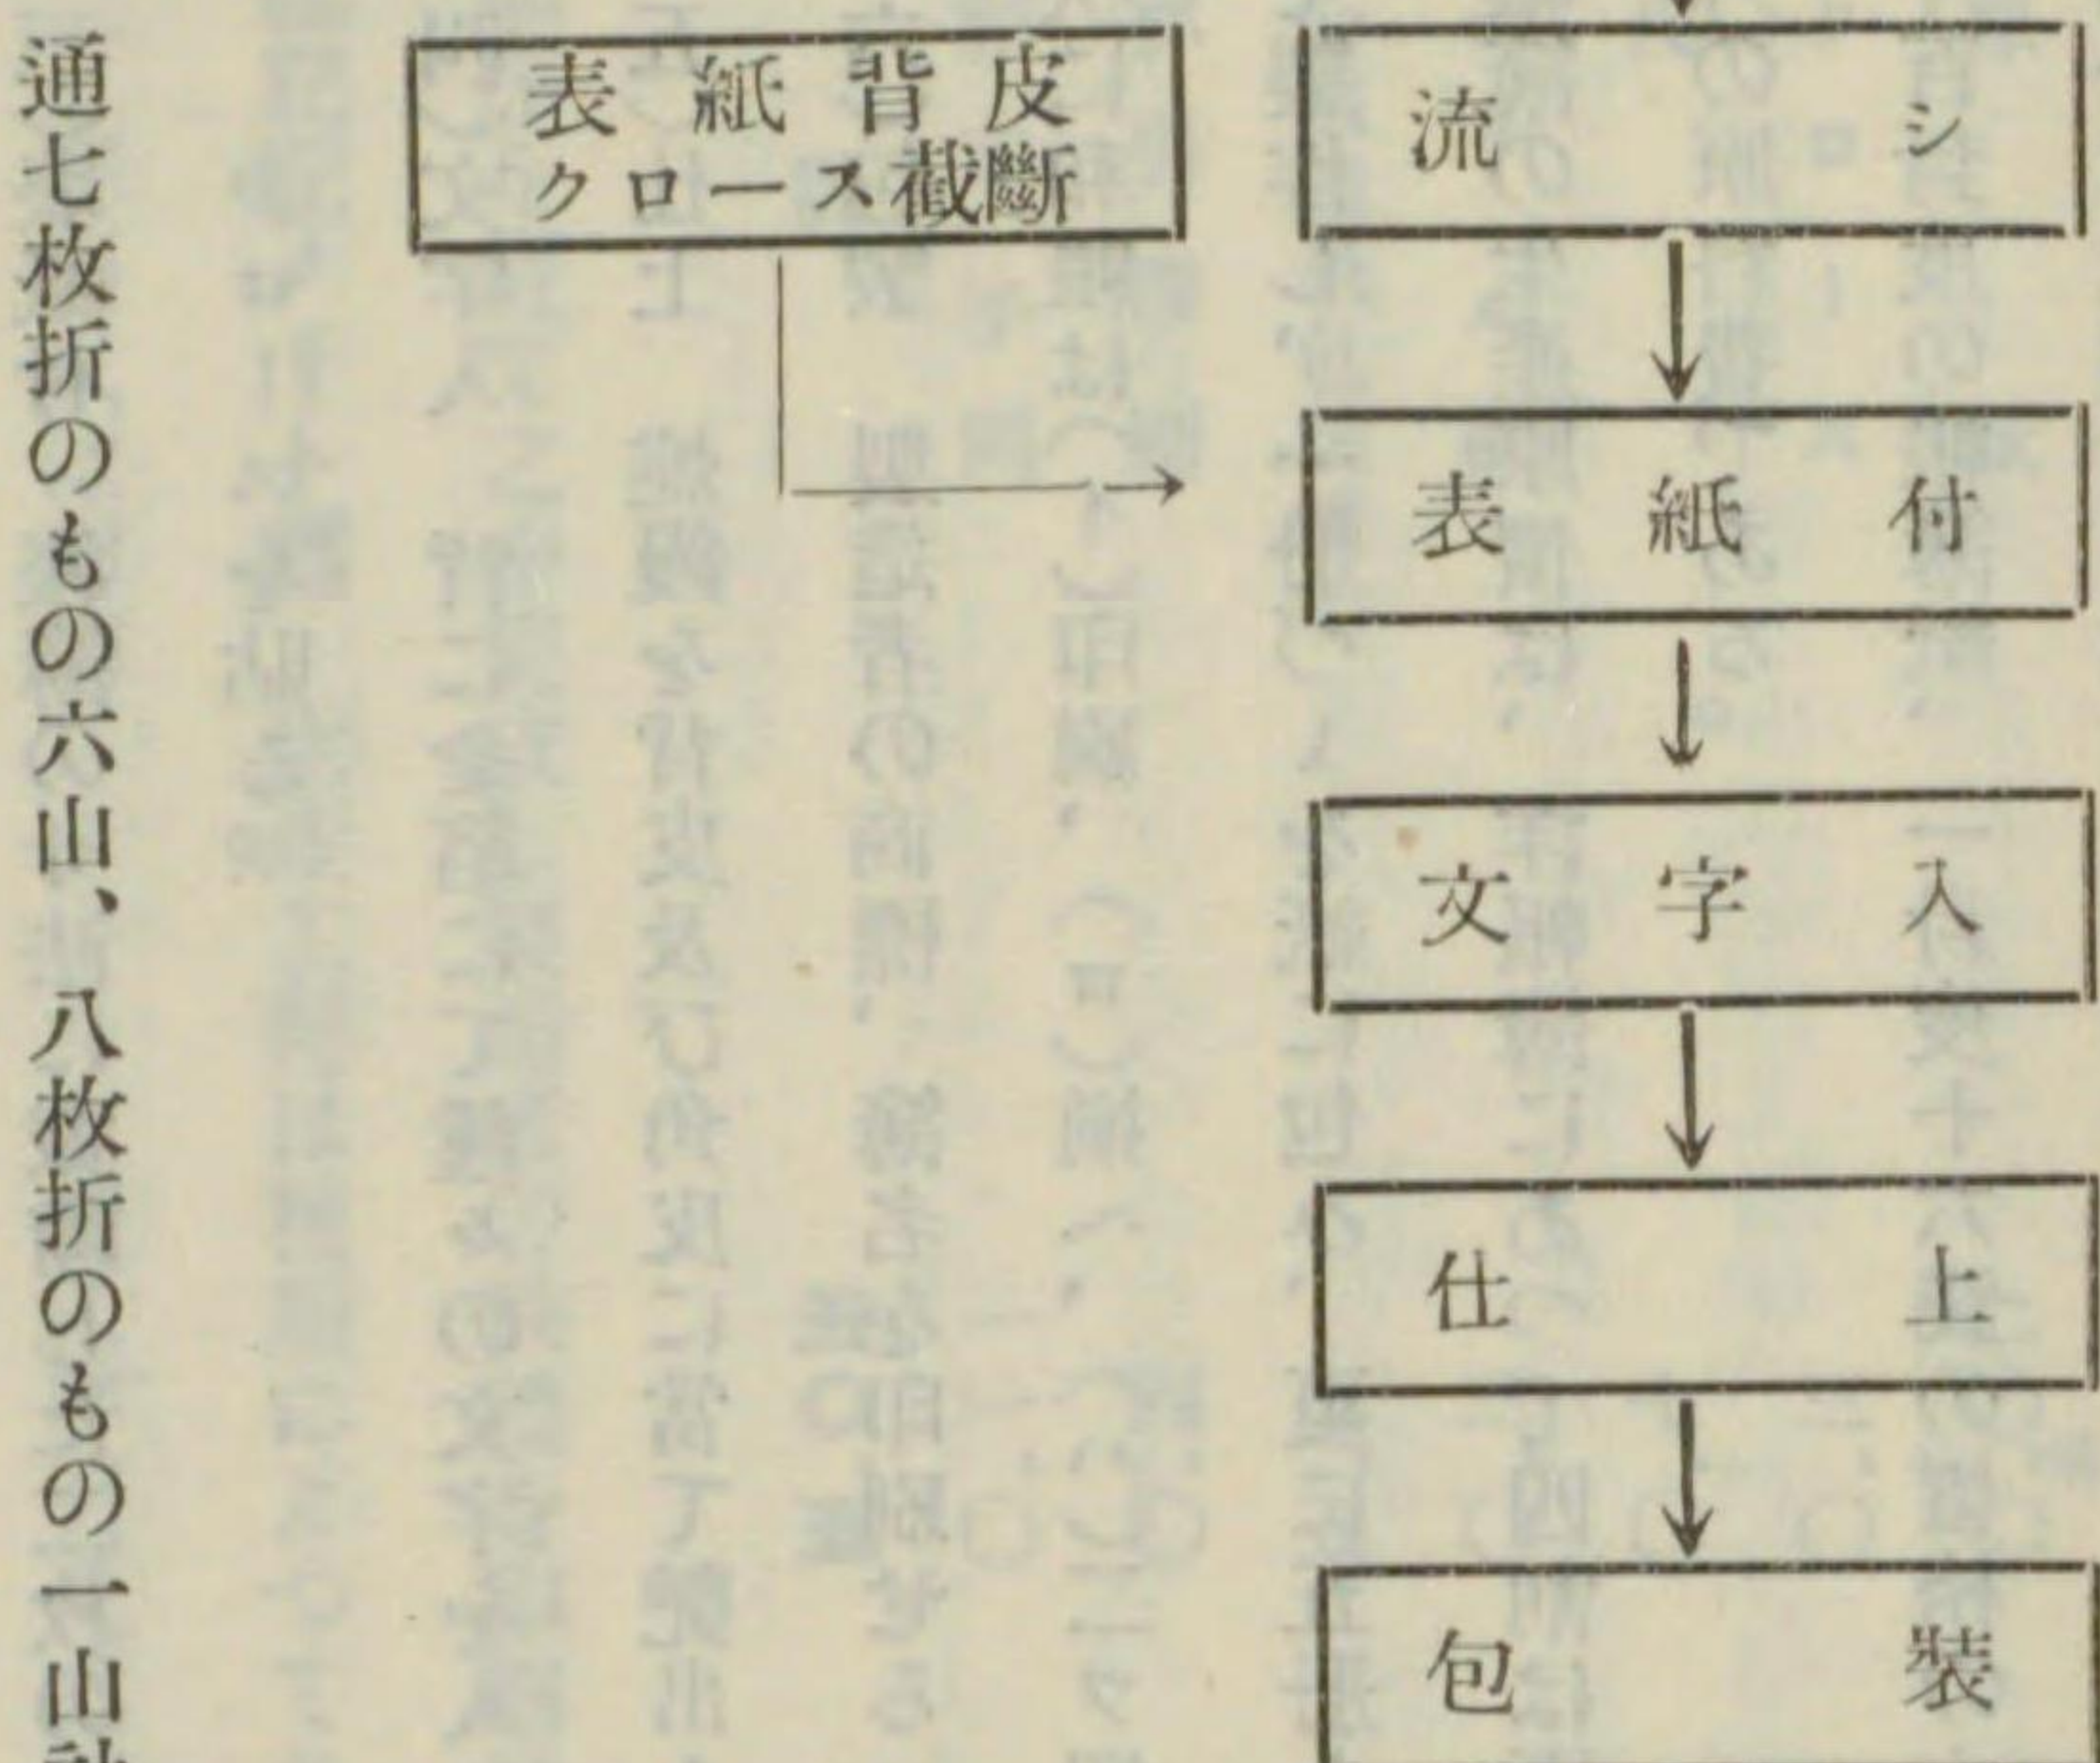 流シ
表紙付
文字入
仕上
包裝
表紙背皮
クロース截斷
通七枚折のもの六山、八枚折のもの一山